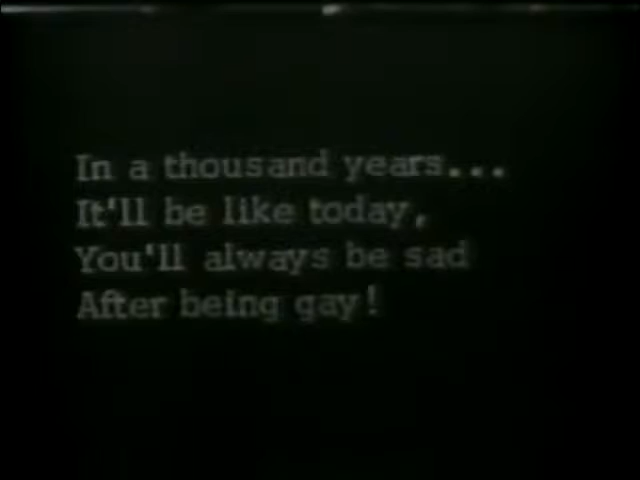 In a thousand years...
It'll be like today,
You'll always be sad
After being gay!